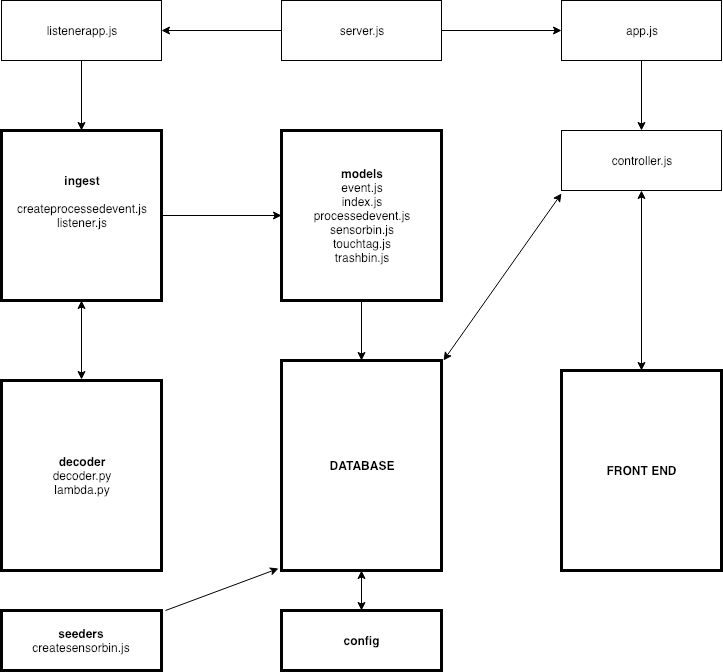 listenerapp.js
server.js
app.js
ingest
createprocessedevent.js
listener.js
models
event.js
index.js
processedevent.js
sensorbin.js
touchtag.js
trashbin.js
controller.js
decoder
decoder.py
lambda.py
DATABASE
FRONT END
seeders
createsensorbin.js
config